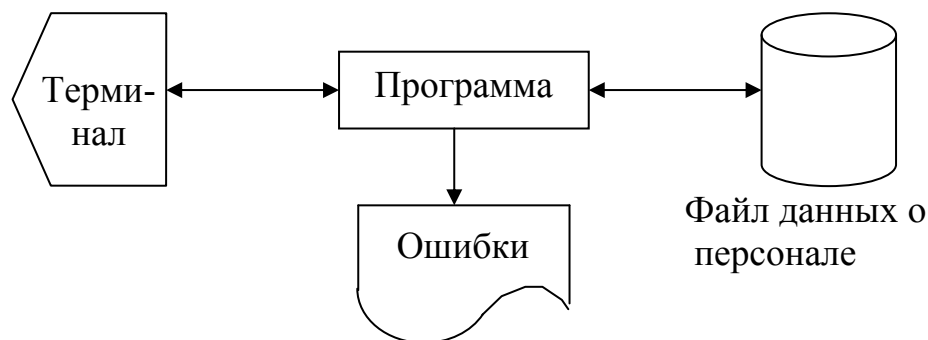 Терми-
нал
Программа
Файл данных о
персонале
Ошибки